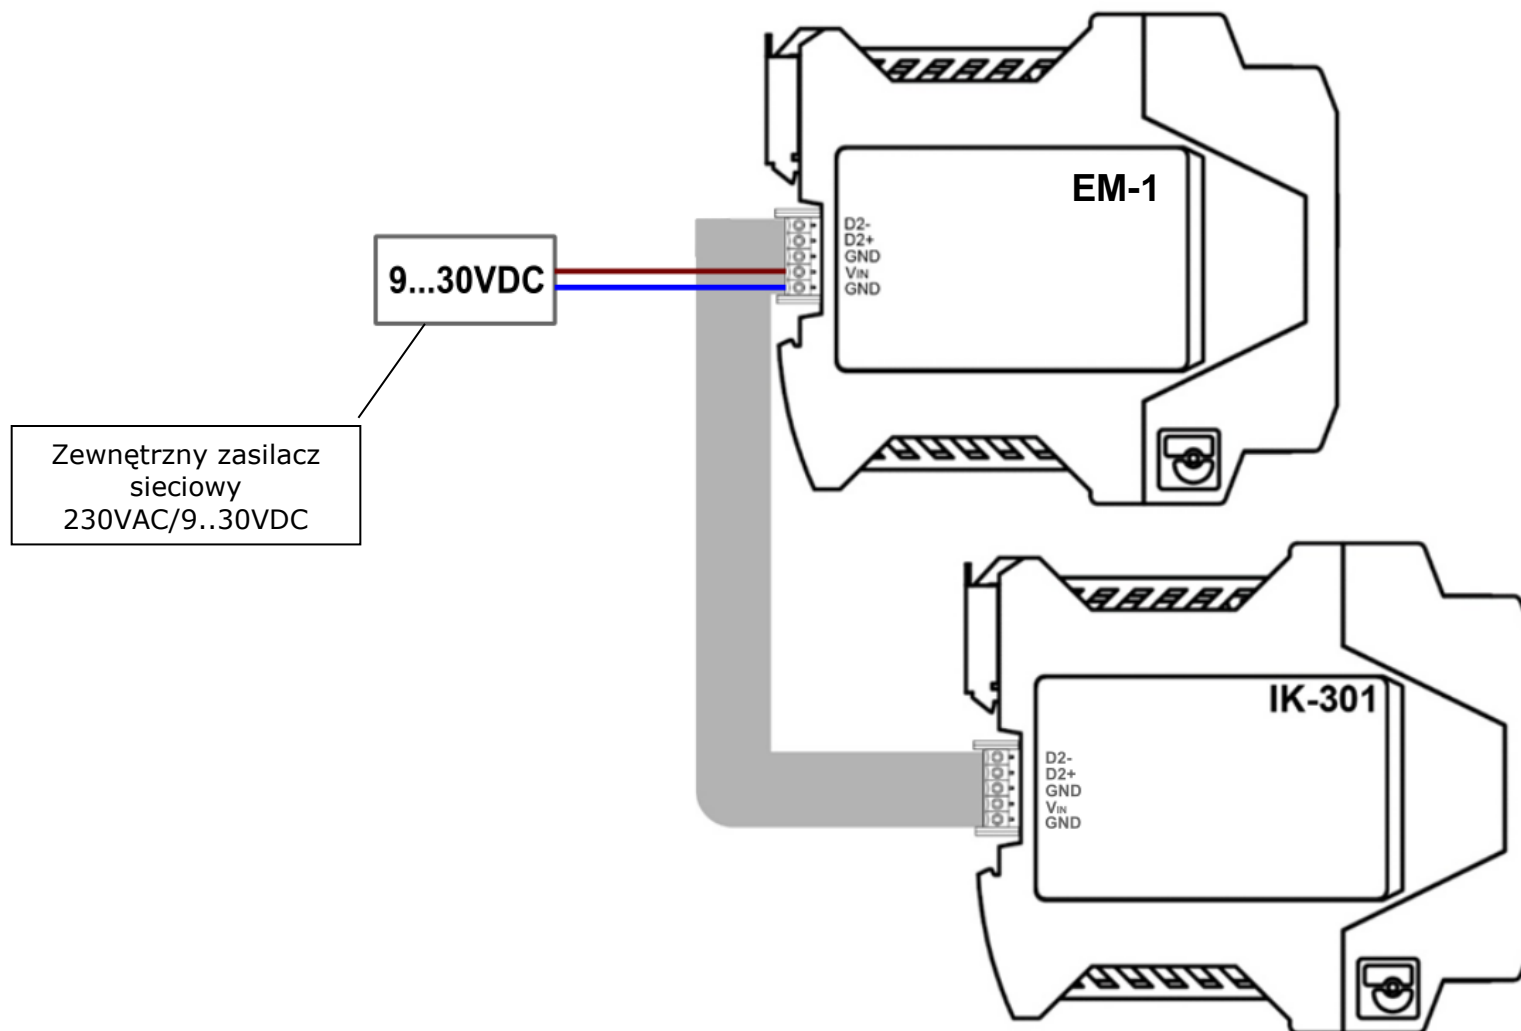 EM-1
D2-
D2+
GND
VIN
GND
9...30VDC
Zewnętrzny zasilacz
sieciowy
230VAC/9..30VDC
IK-301
D2-
D2+
GND
VIN
GND